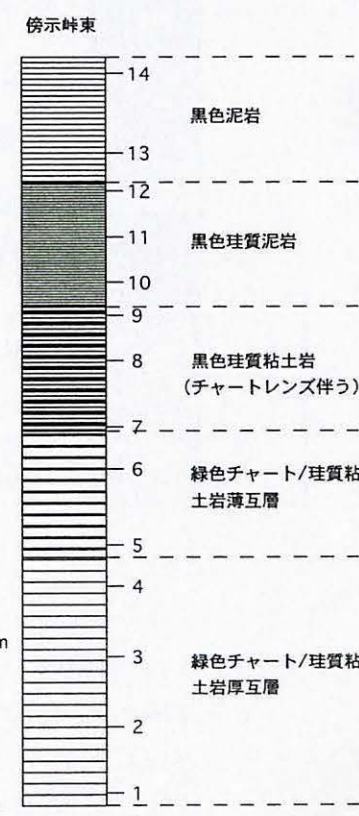 傍示峠東
14
黒色泥岩
13
12
11
黒色珪質泥岩
10
9
8
黒色珪質粘土岩
(チャートレンズ伴う)
7
6
緑色チャート/珪質粘
土岩薄互層
5
4
m
3
緑色チャート/珪質粘
土岩厚互層
2
1